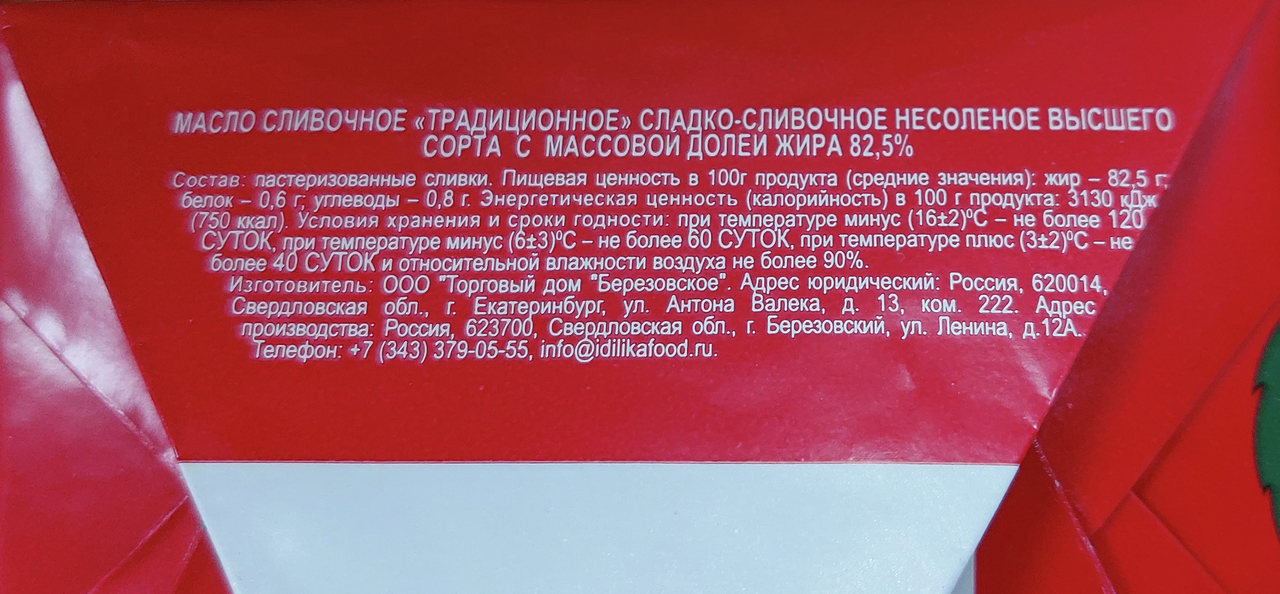 МАСЛО СЛИВОЧНОЕ «ТРАДИЦИОННОЕ» СЛАДКО-СЛИВОЧНОЕ НЕСОЛЕНОЕ ВЫСШЕГО
СОРТА С МАССОВОЙ ДОЛЕЙ ЖИРА 82,5%
Состав: пастеризованные сливки. Пищевая ценность в 100г продукта (средние значения): жир – 82,5 г;
белок – 0,6 г; углеводы – 0,8 г. Энергетическая ценность (калорийность) в 100 г продукта: 3130 кДж
(750 ккал). Условия хранения и сроки годности: при температуре минус (16±2)⁰С – не более 120
СУТОК, при температуре минус (6±3)⁰С – не более 60 СУТОК, при температуре плюс (3±2)⁰С – не
более 40 СУТОК и относительной влажности воздуха не более 90%.
Изготовитель: ООО "Торговый дом "Березовское". Адрес юридический: Россия, 620014,
Свердловская обл., г. Екатеринбург, ул. Антона Валека, д. 13, ком. 222. Адрес
производства: Россия, 623700, Свердловская обл., г. Березовский, ул. Ленина, д.12А.
Телефон: +7 (343) 379-05-55, info@idilikafood.ru.